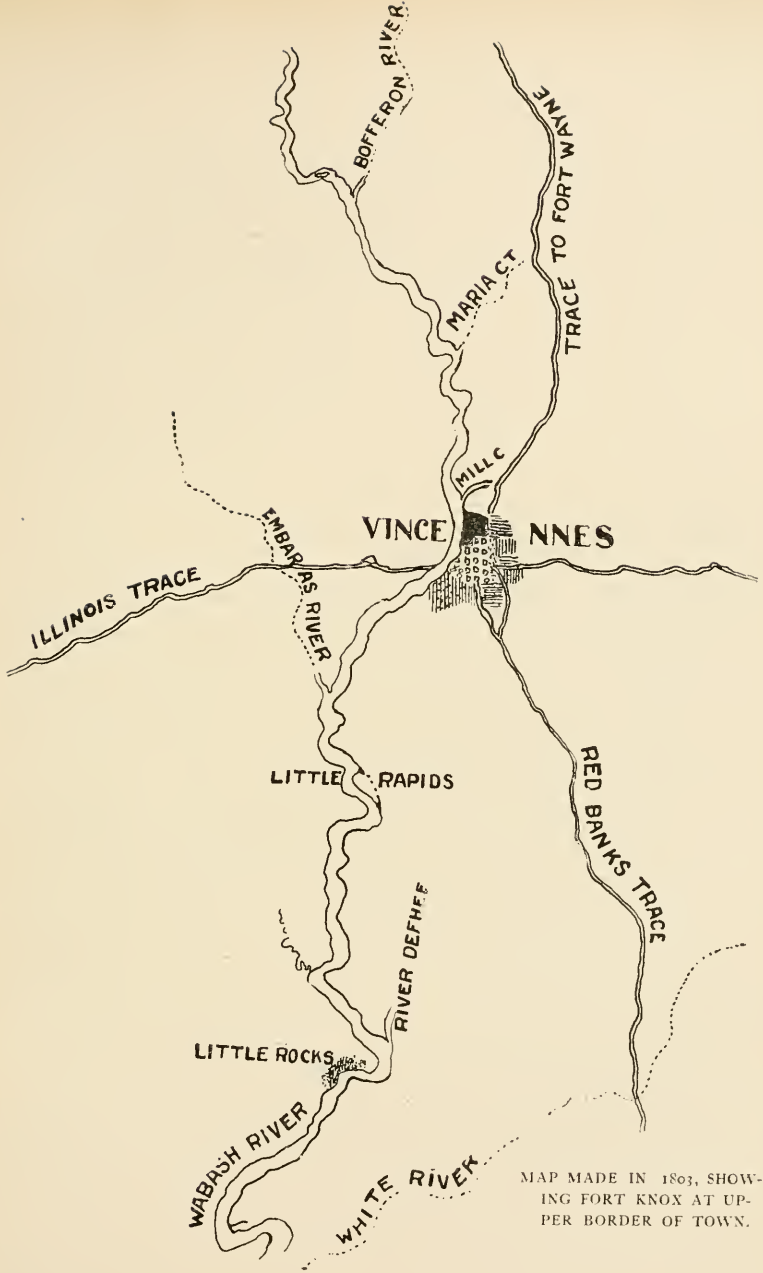 BOFFERON RIVER
TRACE TO FORT WAYNE
MARIA CT
MILL C
VINCE NNES
EMBAR AS RIVER
ILLINOIS TRACE
LITTLE RAPIDS
RED BANKS TRACE
RIVER DEFHEE
LITTLE ROCKS
WABASH RIVER
WHITE RIVER
MAP MADE IN 1803, SHOW-
ING FORT KNOX AT UP-
PER BORDER OF TOWN.